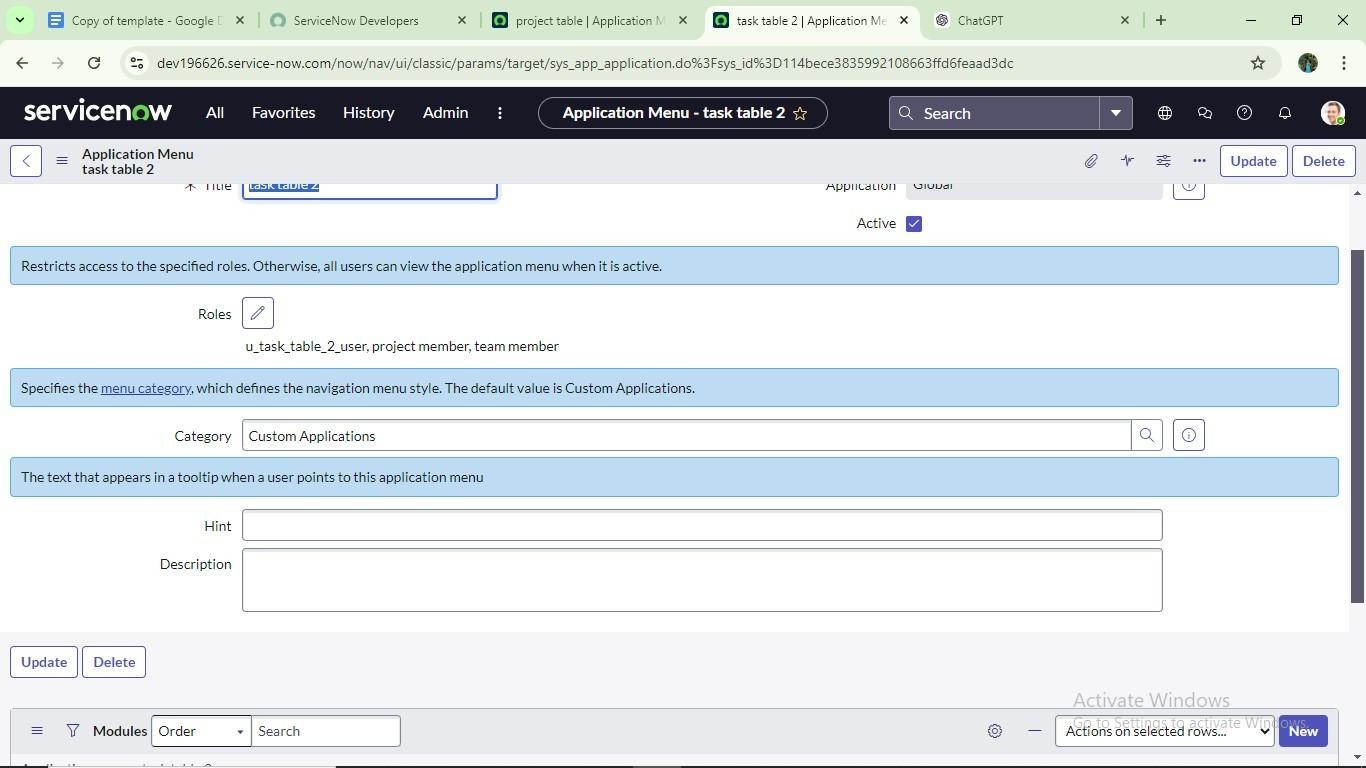 Copy of template - Google D
ServiceNow Developers
project table | Application M
task table 2 | Application Me
ChatGPT
dev196626.service-now.com/now/nav/ui/classic/params/target/sys_app_application.do%3Fsys_id%3D114bece3835992108663ffd6feaad3dc
servicenow All Favorites History Admin Application Menu - task table 2 Search
Application Menu
task table 2
Update Delete
* Title task table 2 Application Global
Active
Restricts access to the specified roles. Otherwise, all users can view the application menu when it is active.
Roles
u_task_table_2_user, project member, team member
Specifies the menu category, which defines the navigation menu style. The default value is Custom Applications.
Category Custom Applications
The text that appears in a tooltip when a user points to this application menu
Hint
Description
Update Delete
Activate Windows
Go to Settings to activate Windows.
Modules Order Search Actions on selected rows... New